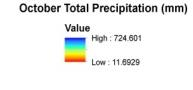 October Total Precipitation (mm)
Value
High : 724.601
Low : 11.6929